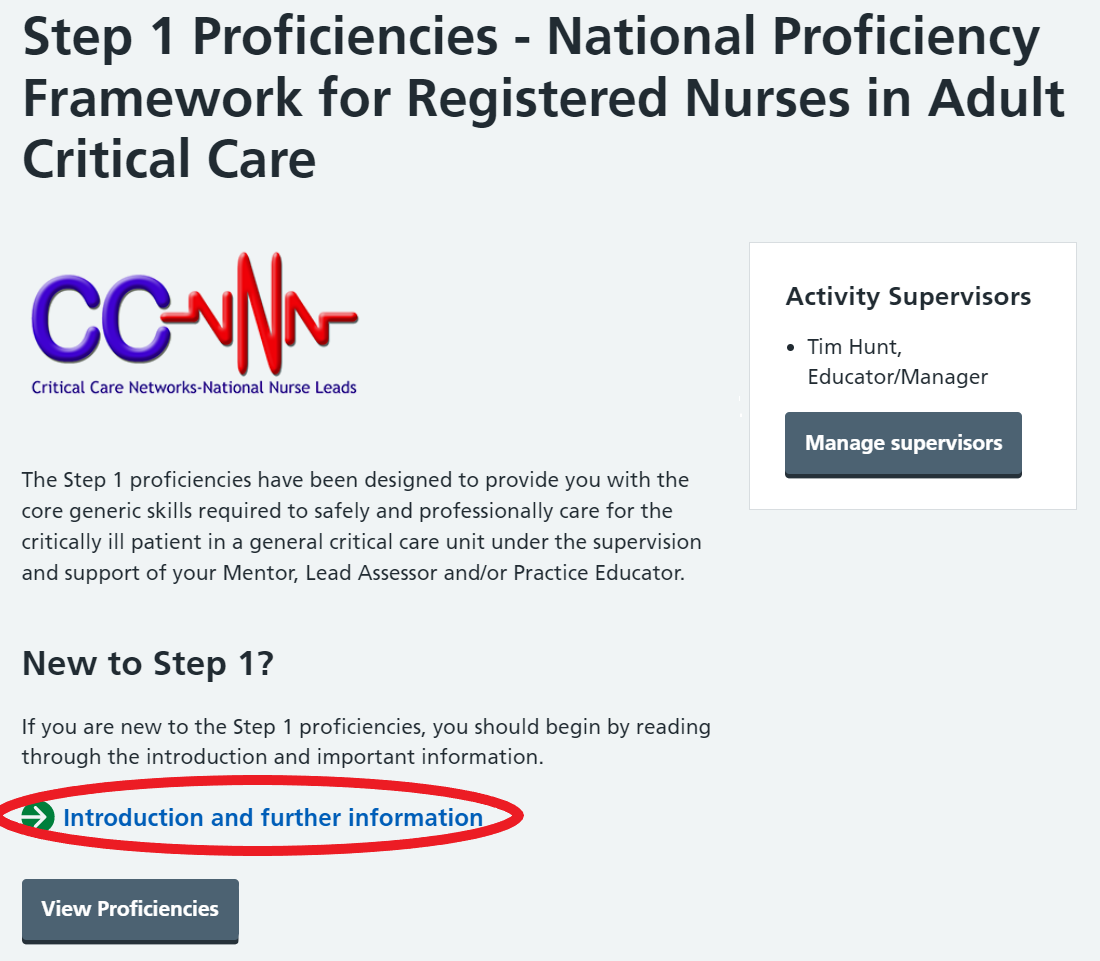 Step 1 Proficiencies - National Proficiency
Framework for Registered Nurses in Adult
Critical Care
CC-NNN
Critical Care Networks-National Nurse Leads
The Step 1 proficiencies have been designed to provide you with the
core generic skills required to safely and professionally care for the
critically ill patient in a general critical care unit under the supervision
and support of your Mentor, Lead Assessor and/or Practice Educator.
New to Step 1?
If you are new to the Step 1 proficiencies, you should begin by reading
through the introduction and important information.
Introduction and further information
View Proficiencies
Activity Supervisors
Tim Hunt,
Educator/Manager
Manage supervisors